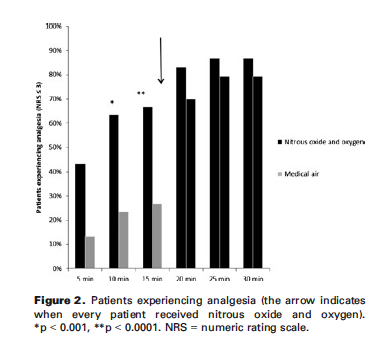 100%
90%
80%
70%
60%
50%
40%
30%
20%
10%
0%
Patients experiencing analgesia (NRS ≤ 3)
*
**
5 min 10 min 15 min 20 min 25 min 30 min
Nitrous oxide and oxygen
Medical air
Figure 2. Patients experiencing analgesia (the arrow indicates
when every patient received nitrous oxide and oxygen).
*p < 0.001, **p < 0.0001. NRS = numeric rating scale.